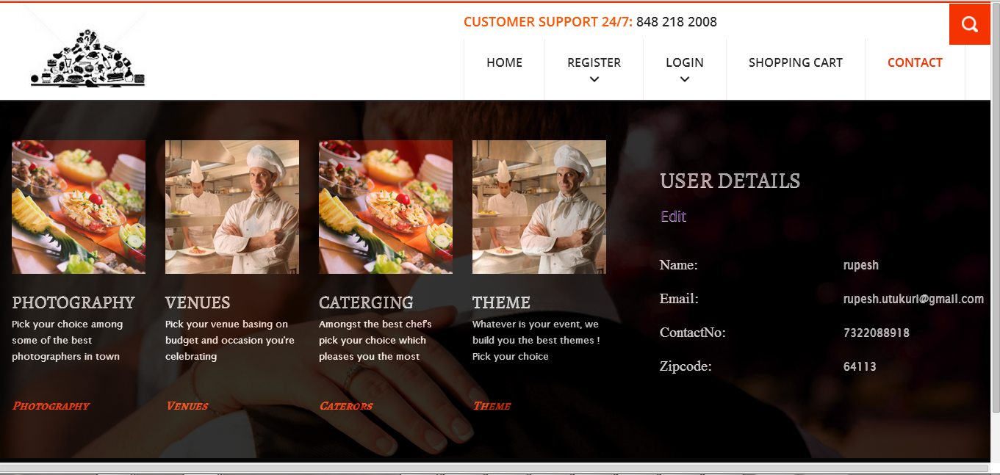 CUSTOMER SUPPORT 24/7: 848 218 2008
HOME
REGISTER
LOGIN
SHOPPING CART
CONTACT
PHOTOGRAPHY
Pick your choice among
some of the best
photographers in town
Photography
VENUES
Pick your venue basing on
budget and occasion you're
celebrating
Venues
CATERGING
Amongst the best chef's
pick your choice which
pleases you the most
Caterors
THEME
Whatever is your event, we
build you the best themes !
Pick your choice
Theme
USER DETAILS
Edit
Name: rupesh
Email: rupesh.utukuri@gmail.com
ContactNo: 7322088918
Zipcode: 64113